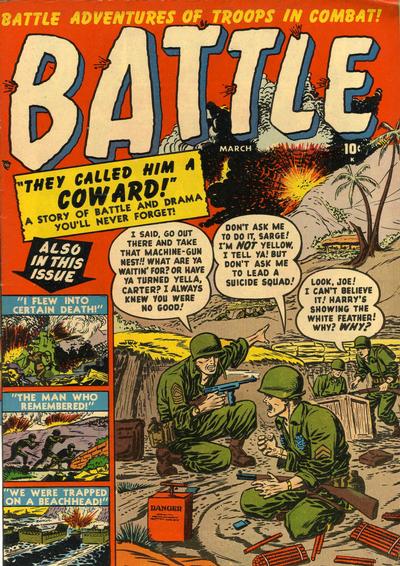 BATTLE ADVENTURES OF TROOPS IN COMBAT!
BATTLE
MARCH
10¢
K
"THEY CALLED HIM A
COWARD!"
A STORY OF BATTLE AND DRAMA
YOU'LL NEVER FORGET!
ALSO
IN THIS
ISSUE
"I FLEW INTO
CERTAIN DEATH!"
"THE MAN WHO
REMEMBERED!"
"WE WERE TRAPPED
ON A BEACHHEAD!"
I SAID, GO OUT
THERE AND TAKE
THAT MACHINE-GUN
NEST!! WHAT ARE YA
WAITIN' FOR? OR HAVE
YA TURNED YELLA,
CARTER? I ALWAYS
KNEW YOU WERE
NO GOOD!
DON'T ASK ME
TO DO IT, SARGE!
I'M NOT YELLOW,
I TELL YA! BUT
DON'T ASK ME
TO LEAD A
SUICIDE SQUAD!
LOOK, JOE!
I CAN'T BELIEVE
IT! HARRY'S
SHOWING THE
WHITE FEATHER!
WHY? WHY?
DANGER